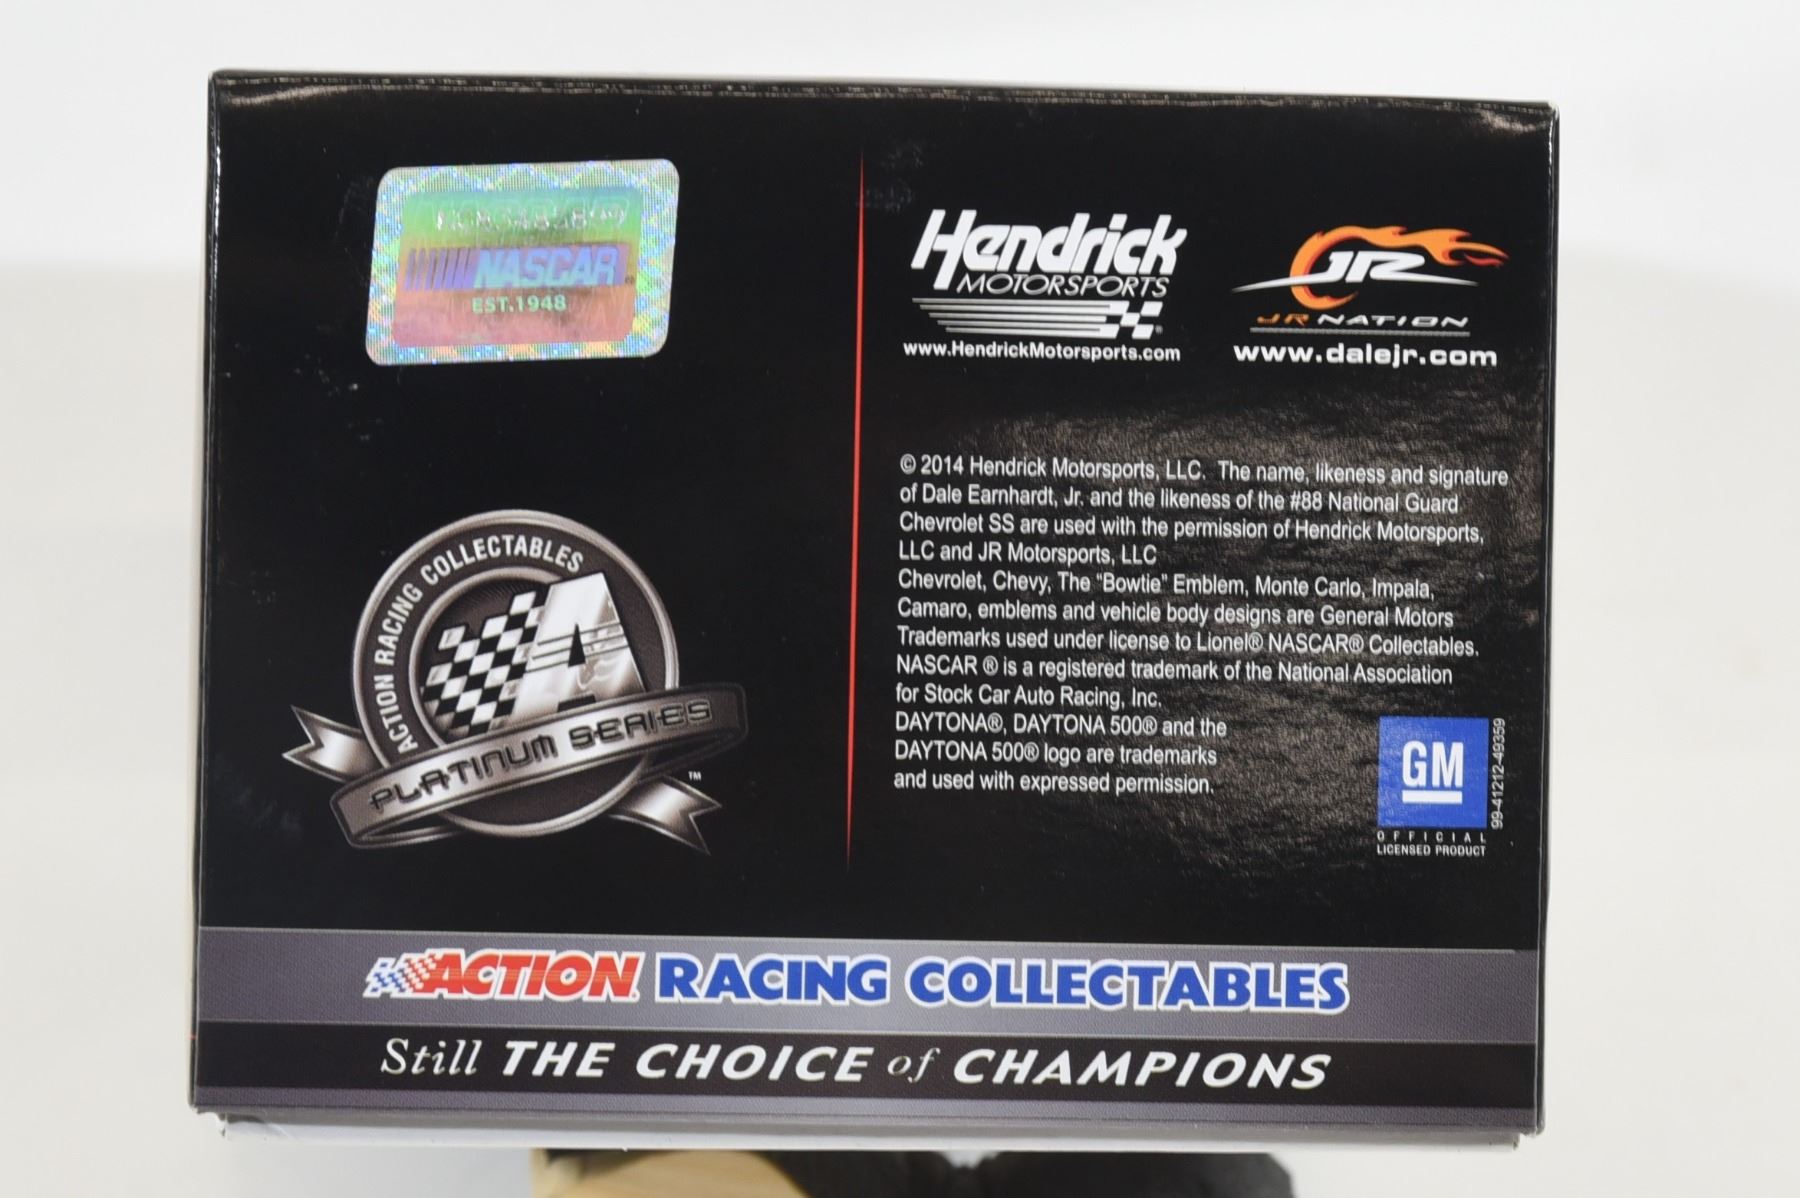 NASCAR
EST.1948
ACTION RACING COLLECTABLES
A
PLATINUM SERIES
TM
Hendrick
MOTORSPORTS
www.HendrickMotorsports.com
JR
JR NATION
www.dalejr.com
© 2014 Hendrick Motorsports, LLC.  The name, likeness and signature
of Dale Earnhardt, Jr. and the likeness of the #88 National Guard
Chevrolet SS are used with the permission of Hendrick Motorsports,
LLC and JR Motorsports, LLC
Chevrolet, Chevy, The "Bowtie" Emblem, Monte Carlo, Impala,
Camaro, emblems and vehicle body designs are General Motors
Trademarks used under license to Lionel® NASCAR® Collectables.
NASCAR ® is a registered trademark of the National Association
for Stock Car Auto Racing, Inc.
DAYTONA®, DAYTONA 500® and the
DAYTONA 500® logo are trademarks
and used with expressed permission.
GM
OFFICIAL
LICENSED PRODUCT
99-41212-49359
ACTION RACING COLLECTABLES
Still THE CHOICE of CHAMPIONS